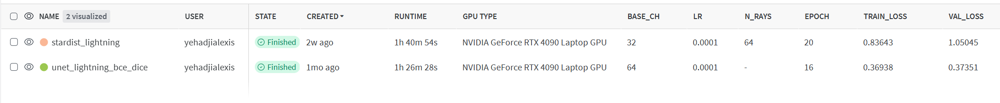 NAME 2 visualized USER STATE CREATED RUNTIME GPU TYPE BASE_CH LR N_RAYS EPOCH TRAIN_LOSS VAL_LOSS
stardist_lightning yehadjialexis Finished 2w ago 1h 40m 54s NVIDIA GeForce RTX 4090 Laptop GPU 32 0.0001 64 20 0.83643 1.05045
unet_lightning_bce_dice yehadjialexis Finished 1mo ago 1h 26m 28s NVIDIA GeForce RTX 4090 Laptop GPU 64 0.0001 - 16 0.36938 0.37351